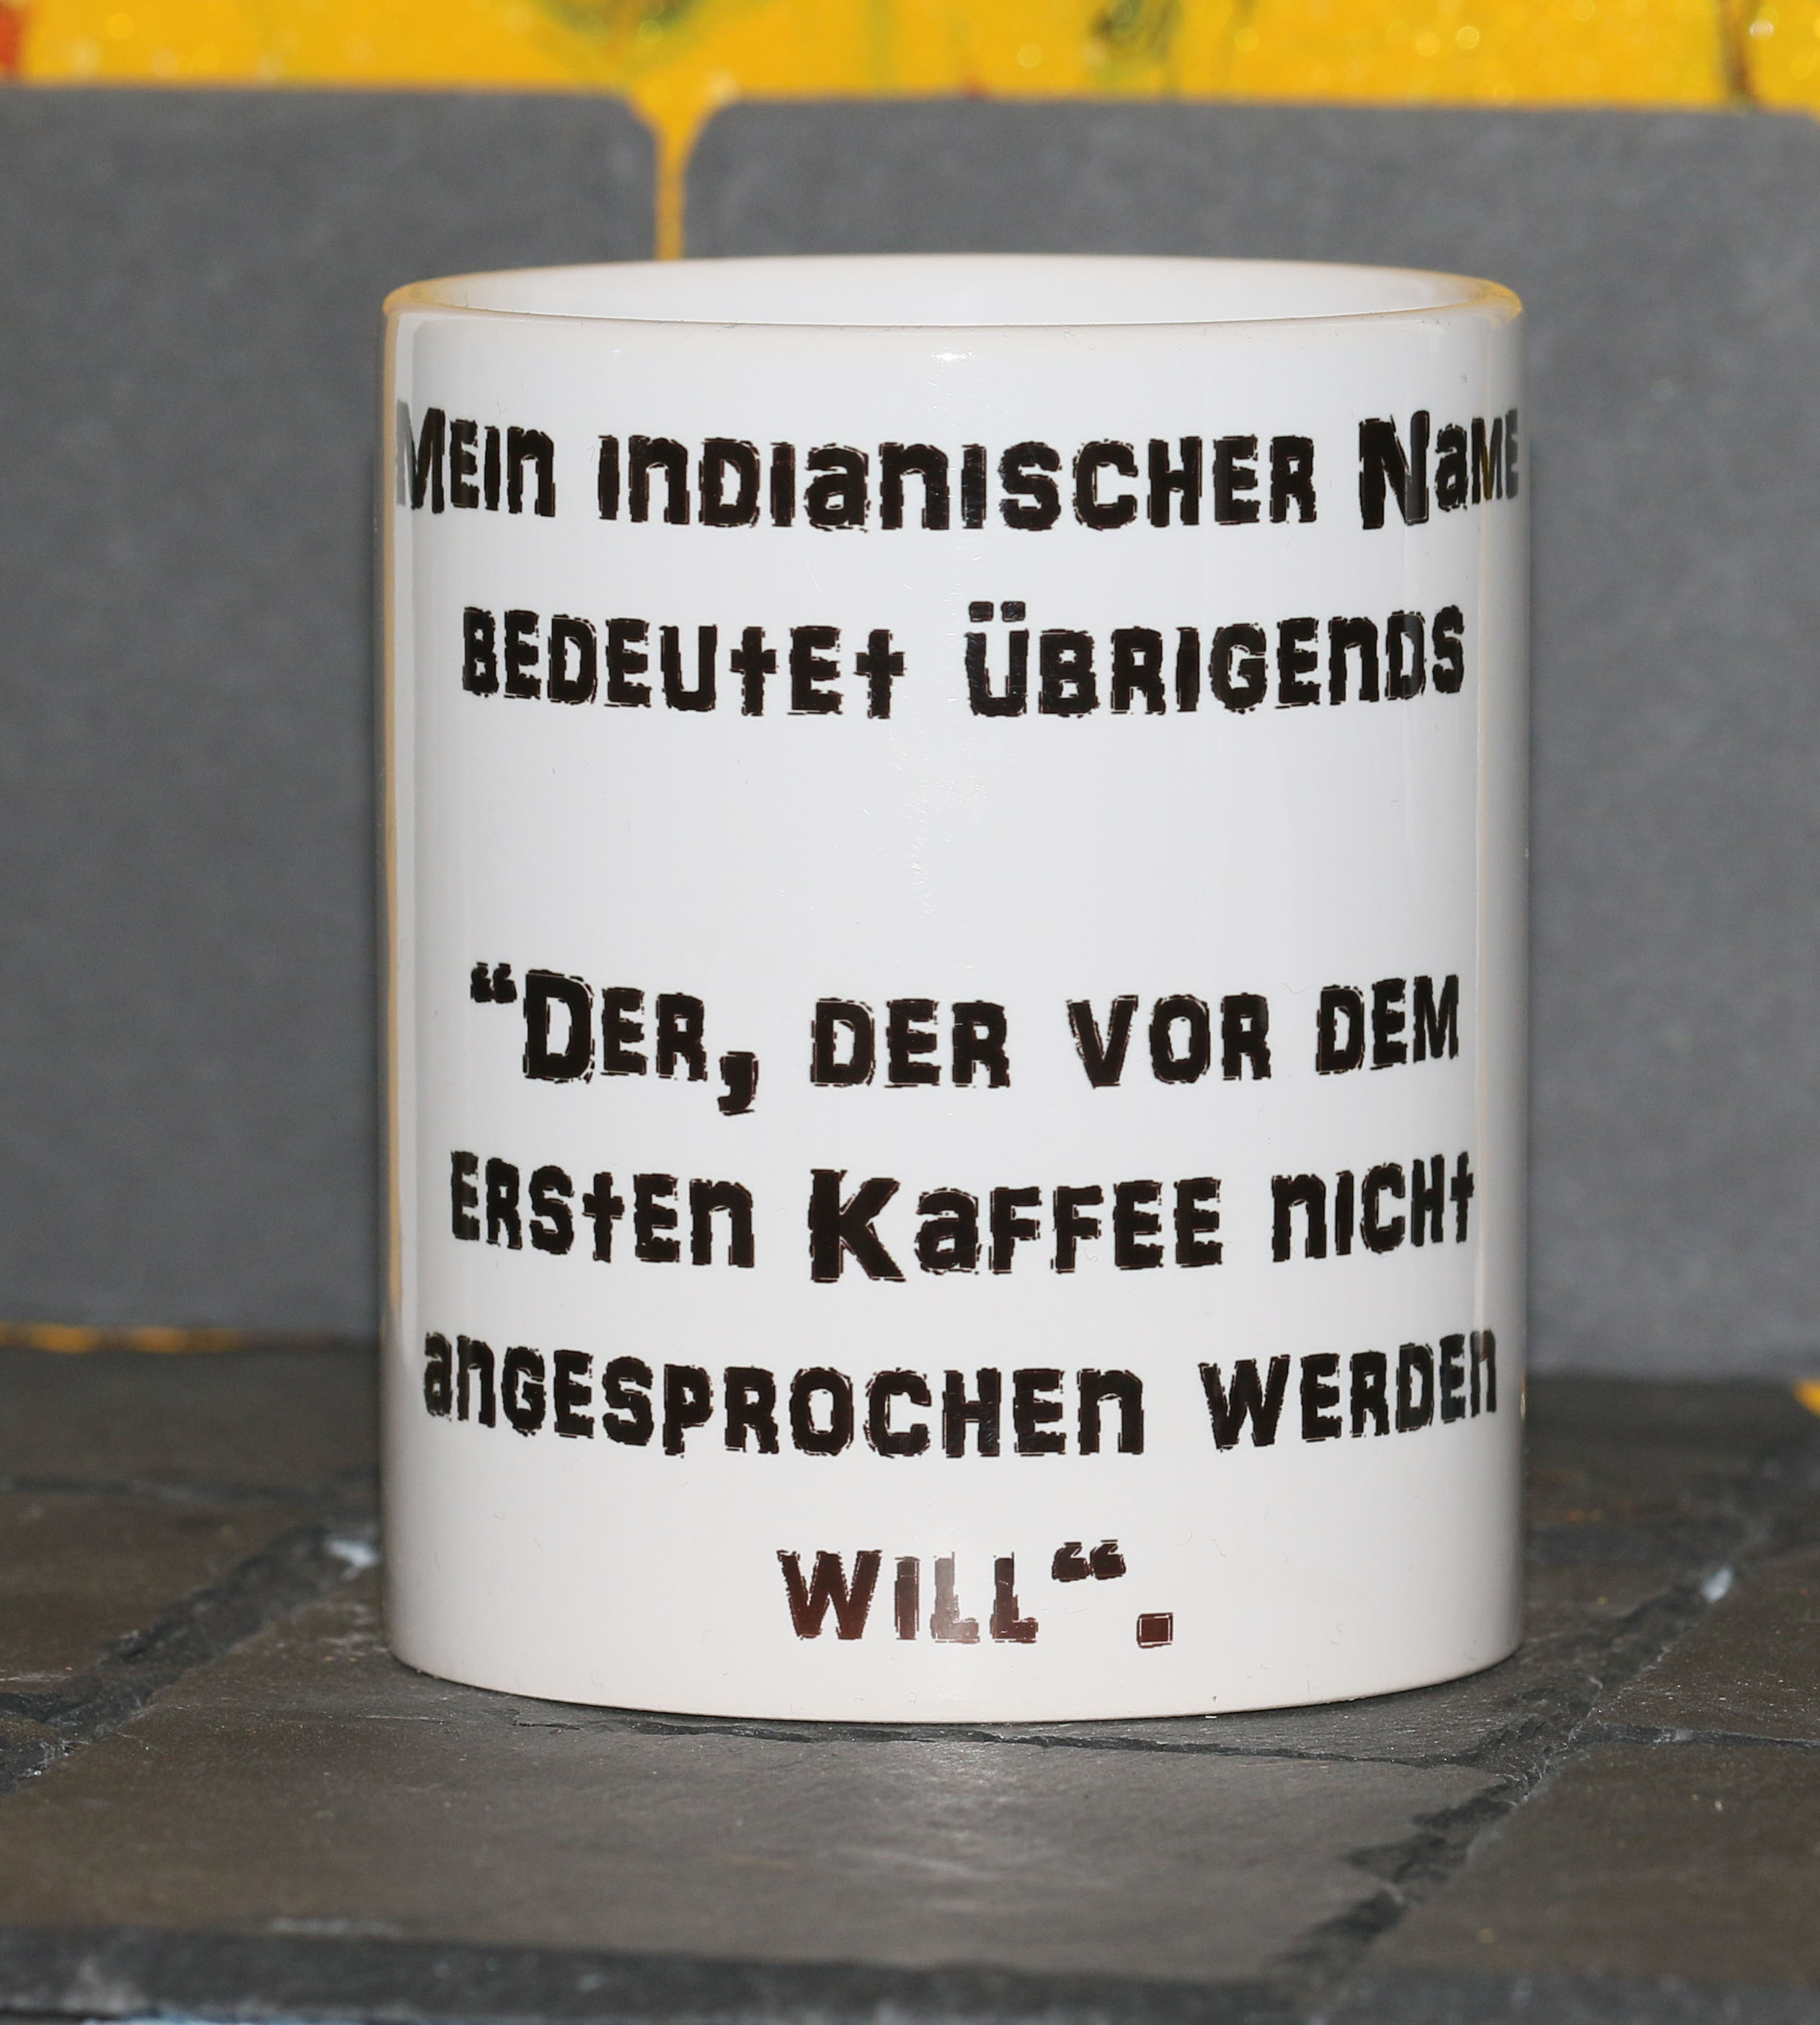 Mein indianischer Name
bedeutet übrigends
“Der, der vor dem
ersten Kaffee nicht
angesprochen werden
will“.